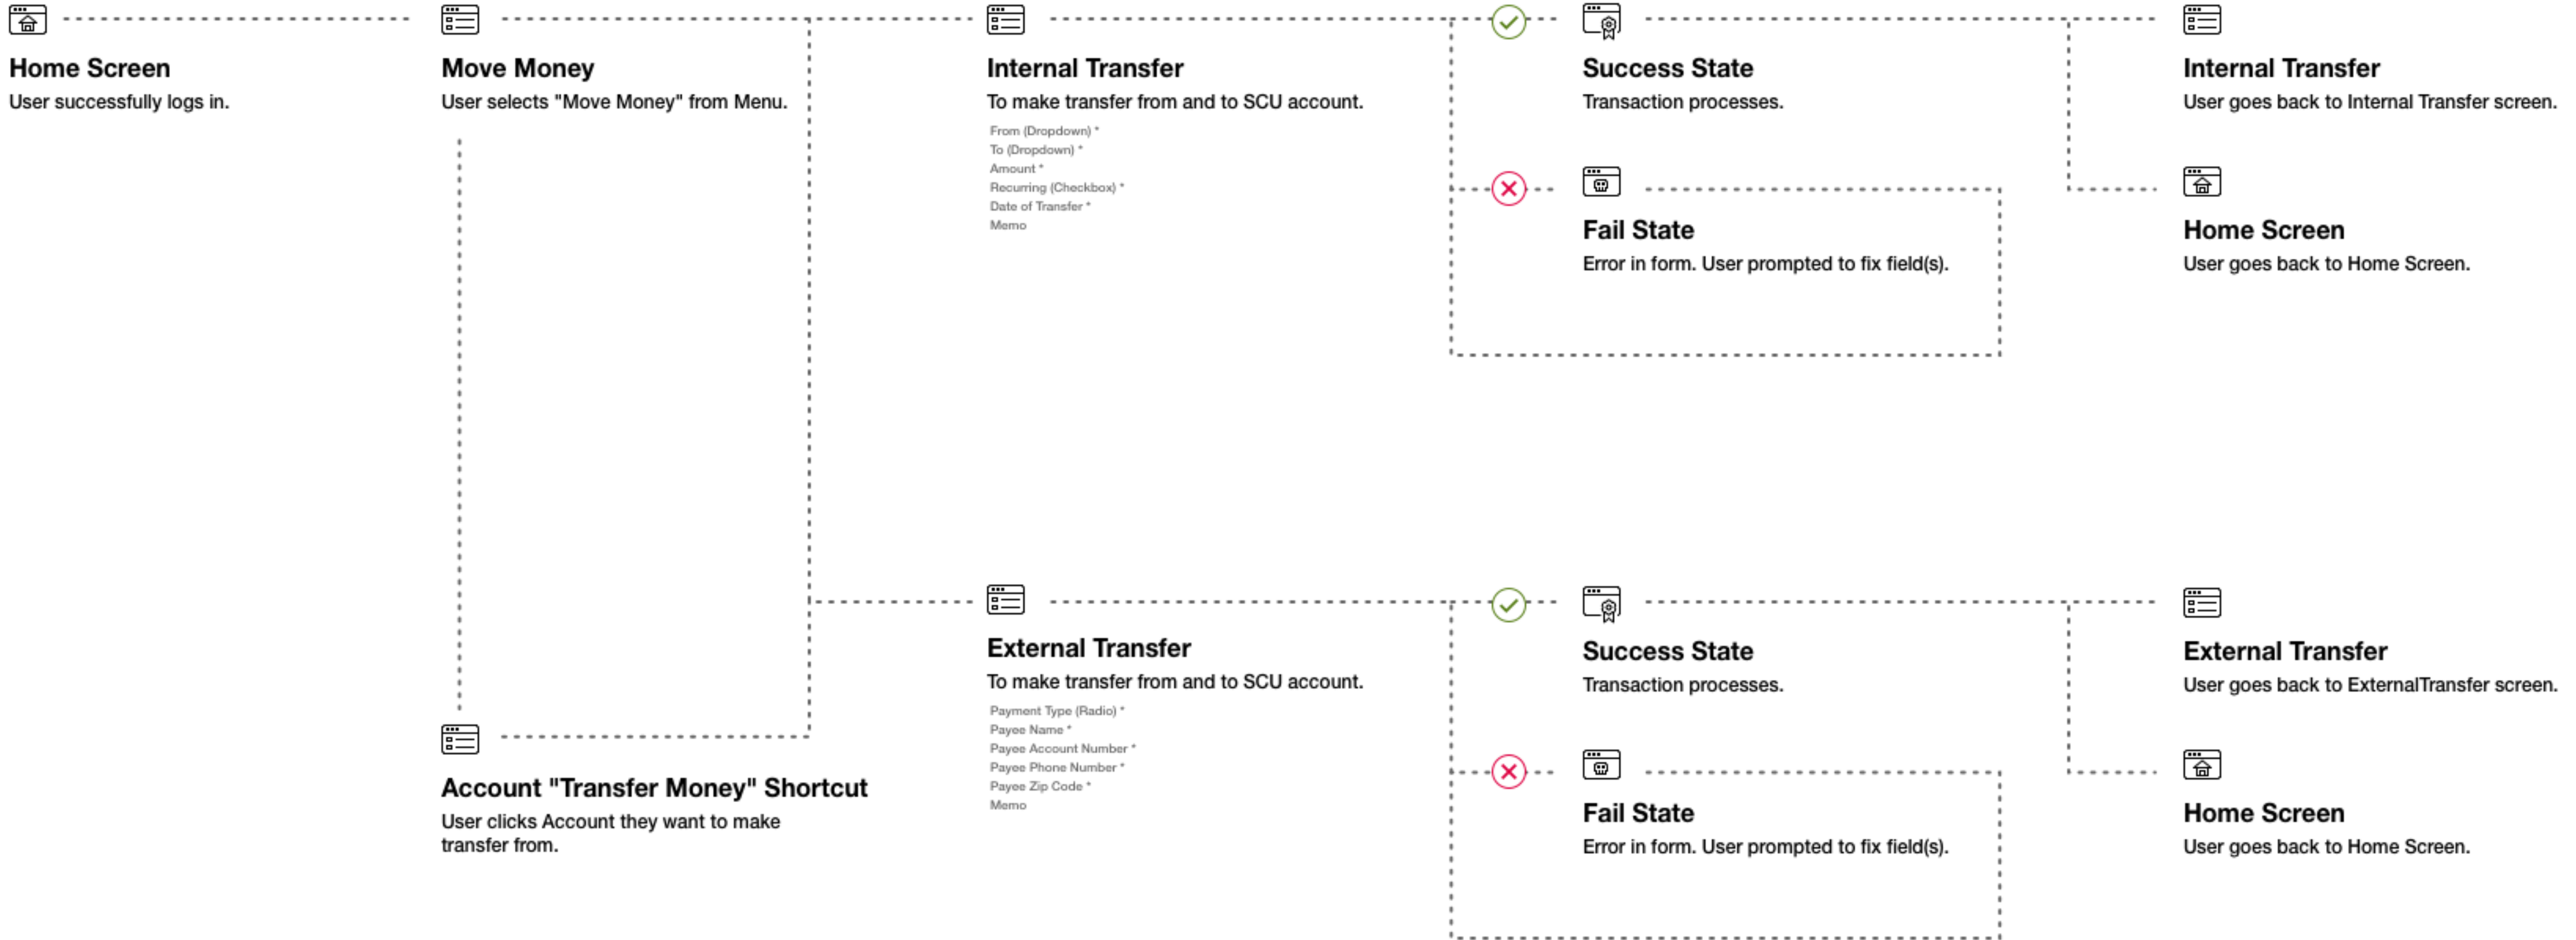 Home Screen
User successfully logs in.
Move Money
User selects "Move Money" from Menu.
Internal Transfer
To make transfer from and to SCU account.
From (Dropdown) *
To (Dropdown) *
Amount *
Recurring (Checkbox) *
Date of Transfer *
Memo
Success State
Transaction processes.
Fail State
Error in form. User prompted to fix field(s).
Internal Transfer
User goes back to Internal Transfer screen.
Home Screen
User goes back to Home Screen.
Account "Transfer Money" Shortcut
User clicks Account they want to make
transfer from.
External Transfer
To make transfer from and to SCU account.
Payment Type (Radio) *
Payee Name *
Payee Account Number *
Payee Phone Number *
Payee Zip Code *
Memo
Success State
Transaction processes.
Fail State
Error in form. User prompted to fix field(s).
External Transfer
User goes back to ExternalTransfer screen.
Home Screen
User goes back to Home Screen.